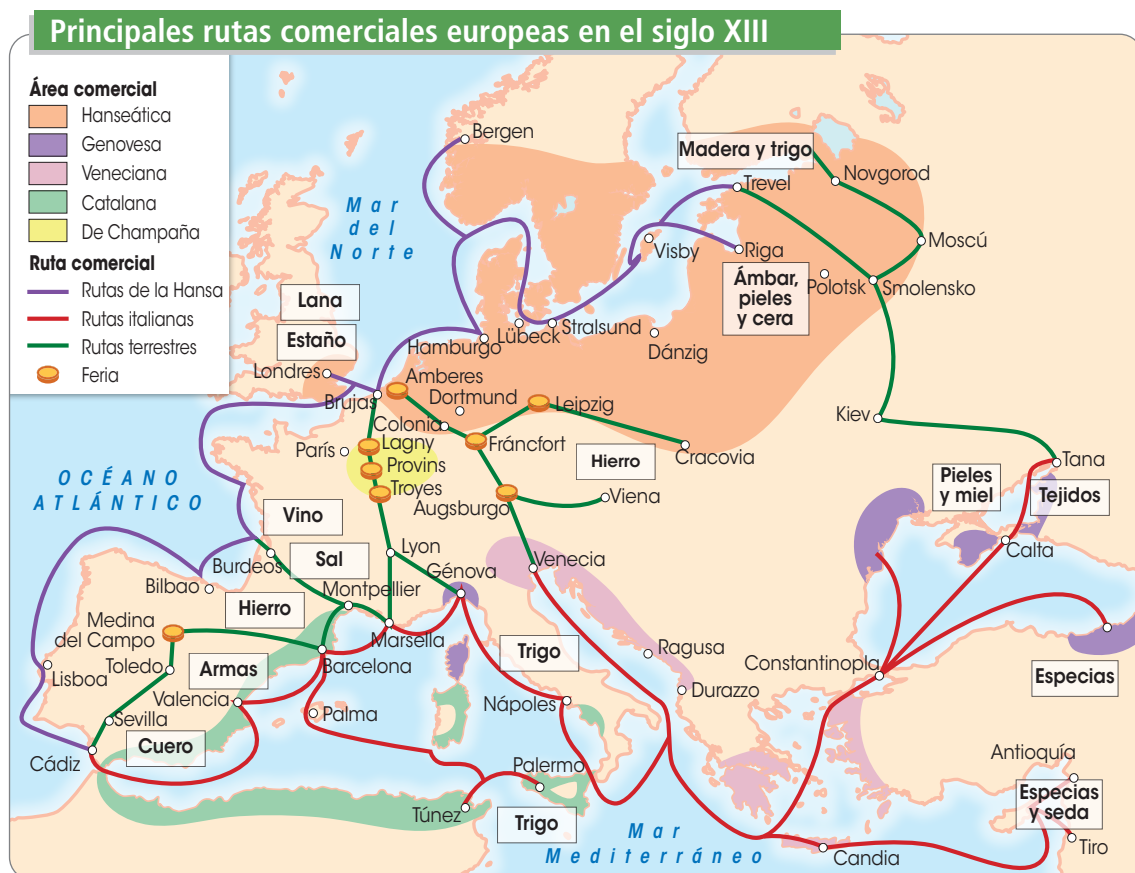 Principales rutas comerciales europeas en el siglo XIII
Área comercial
Hanseática
Genovesa
Veneciana
Catalana
De Champaña
Ruta comercial
Rutas de la Hansa
Rutas italianas
Rutas terrestres
Feria
Bergen
Mar
del
Norte
Madera y trigo
Trevel
Novgorod
Moscú
Visby
Riga
Ámbar,
pieles
y cera
Polotsk
Smolensko
Lana
Estaño
Londres
Hamburgo
Lübeck
Stralsund
Dánzig
Brujas
Amberes
Dortmund
Leipzig
Colonia
Fráncfort
Cracovia
Kiev
París
Lagny
Provins
Troyes
Hierro
Augsburgo
Viena
Tana
Pieles
y miel
Tejidos
Calta
OCÉANO
ATLÁNTICO
Vino
Sal
Burdeos
Lyon
Venecia
Génova
Bilbao
Hierro
Montpellier
Marsella
Medina
del Campo
Toledo
Armas
Barcelona
Trigo
Ragusa
Constantinopla
Lisboa
Valencia
Palma
Nápoles
Durazzo
Especias
Sevilla
Cuero
Cádiz
Palermo
Antioquía
Túnez
Trigo
Especias
y seda
Mar
Mediterráneo
Candia
Tiro